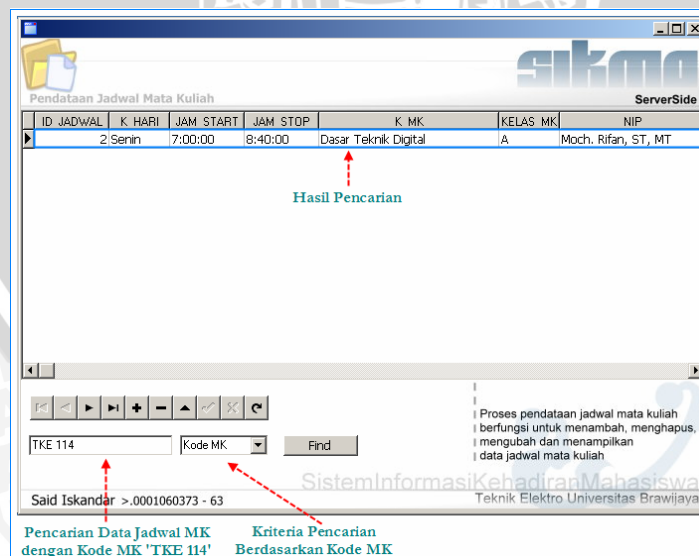 sikma
Pendataan Jadwal Mata Kuliah
ServerSide
ID JADWAL K HARI JAM START JAM STOP K MK KELAS MK NIP
2 Senin 7:00:00 8:40:00 Dasar Teknik Digital A Moch. Rifan, ST, MT
Hasil Pencarian
Proses pendataan jadwal mata kuliah
berfungsi untuk menambah, menghapus,
mengubah dan menampilkan
data jadwal mata kuliah
TKE 114 Kode MK Find
SistemInformasiKehadiranMahasiswa
Said Iskandar >.0001060373 - 63 Teknik Elektro Universitas Brawijaya
Pencarian Data Jadwal MK
dengan Kode MK 'TKE 114'
Kriteria Pencarian
Berdasarkan Kode MK